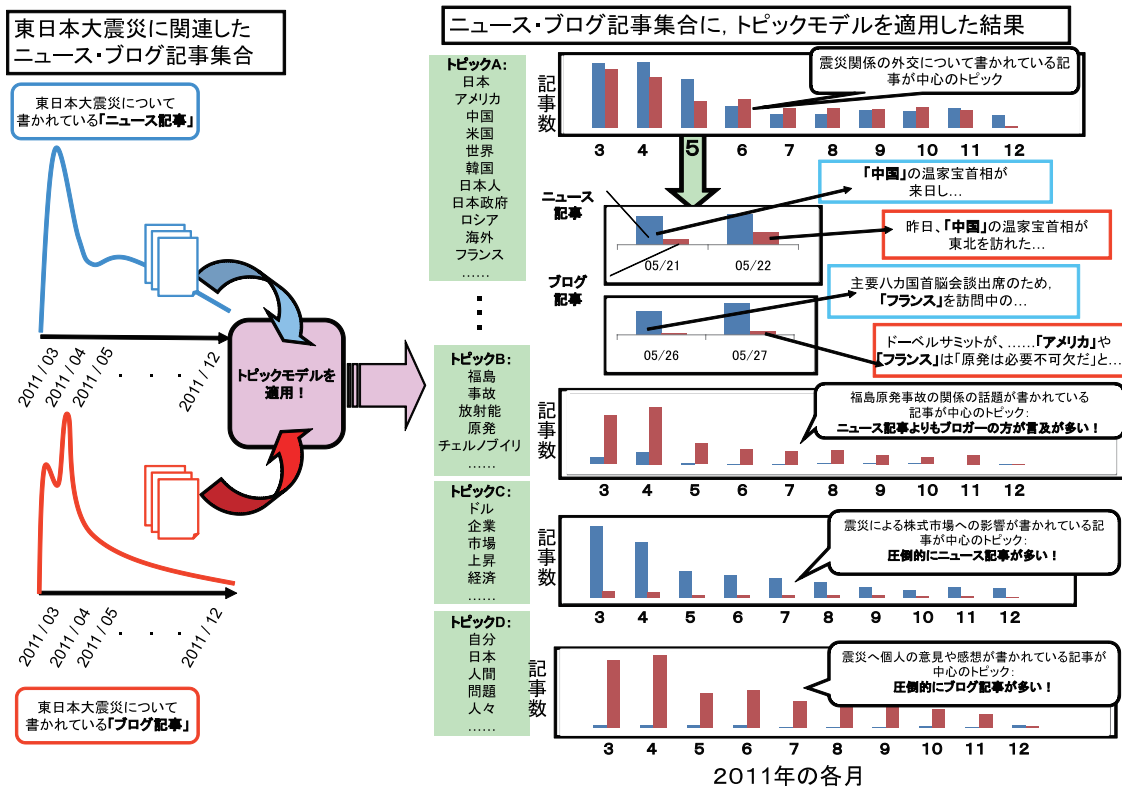 東日本大震災に関連した
ニュース・ブログ記事集合
東日本大震災について
書かれている「ニュース記事」
2011 / 03
2011 / 04
2011 / 05
・ ・ ・
2011 / 12
トピックモデルを
適用！
2011 / 03
2011 / 04
2011 / 05
・ ・ ・
2011 / 12
東日本大震災について
書かれている「ブログ記事」
ニュース・ブログ記事集合に，トピックモデルを適用した結果
トピックA：
日本
アメリカ
中国
米国
世界
韓国
日本人
日本政府
ロシア
海外
フランス
……
・
・
・
記事数
震災関係の外交について書かれている記
事が中心のトピック
3 4 5 6 7 8 9 10 11 12
ニュース
記事
05/21 05/22
「中国」の温家宝首相が
来日し…
昨日、「中国」の温家宝首相が
東北を訪れた…
ブログ
記事
05/26 05/27
主要八カ国首脳会談出席のため，
「フランス」を訪問中の…
ドーベルサミットが、……「アメリカ」や
「フランス」は「原発は必要不可欠だ」と…
トピックB：
福島
事故
放射能
原発
チェルノブイリ
……
記事数
福島原発事故の関係の話題が書かれている
記事が中心のトピック：
ニュース記事よりもブロガーの方が言及が多い！
3 4 5 6 7 8 9 10 11 12
トピックC：
ドル
企業
市場
上昇
経済
……
記事数
震災による株式市場への影響が書かれている記
事が中心のトピック：
圧倒的にニュース記事が多い！
3 4 5 6 7 8 9 10 11 12
トピックD：
自分
日本
人間
問題
人々
……
記事数
震災へ個人の意見や感想が書かれている記事が
中心のトピック：
圧倒的にブログ記事が多い！
3 4 5 6 7 8 9 10 11 12
2011年の各月